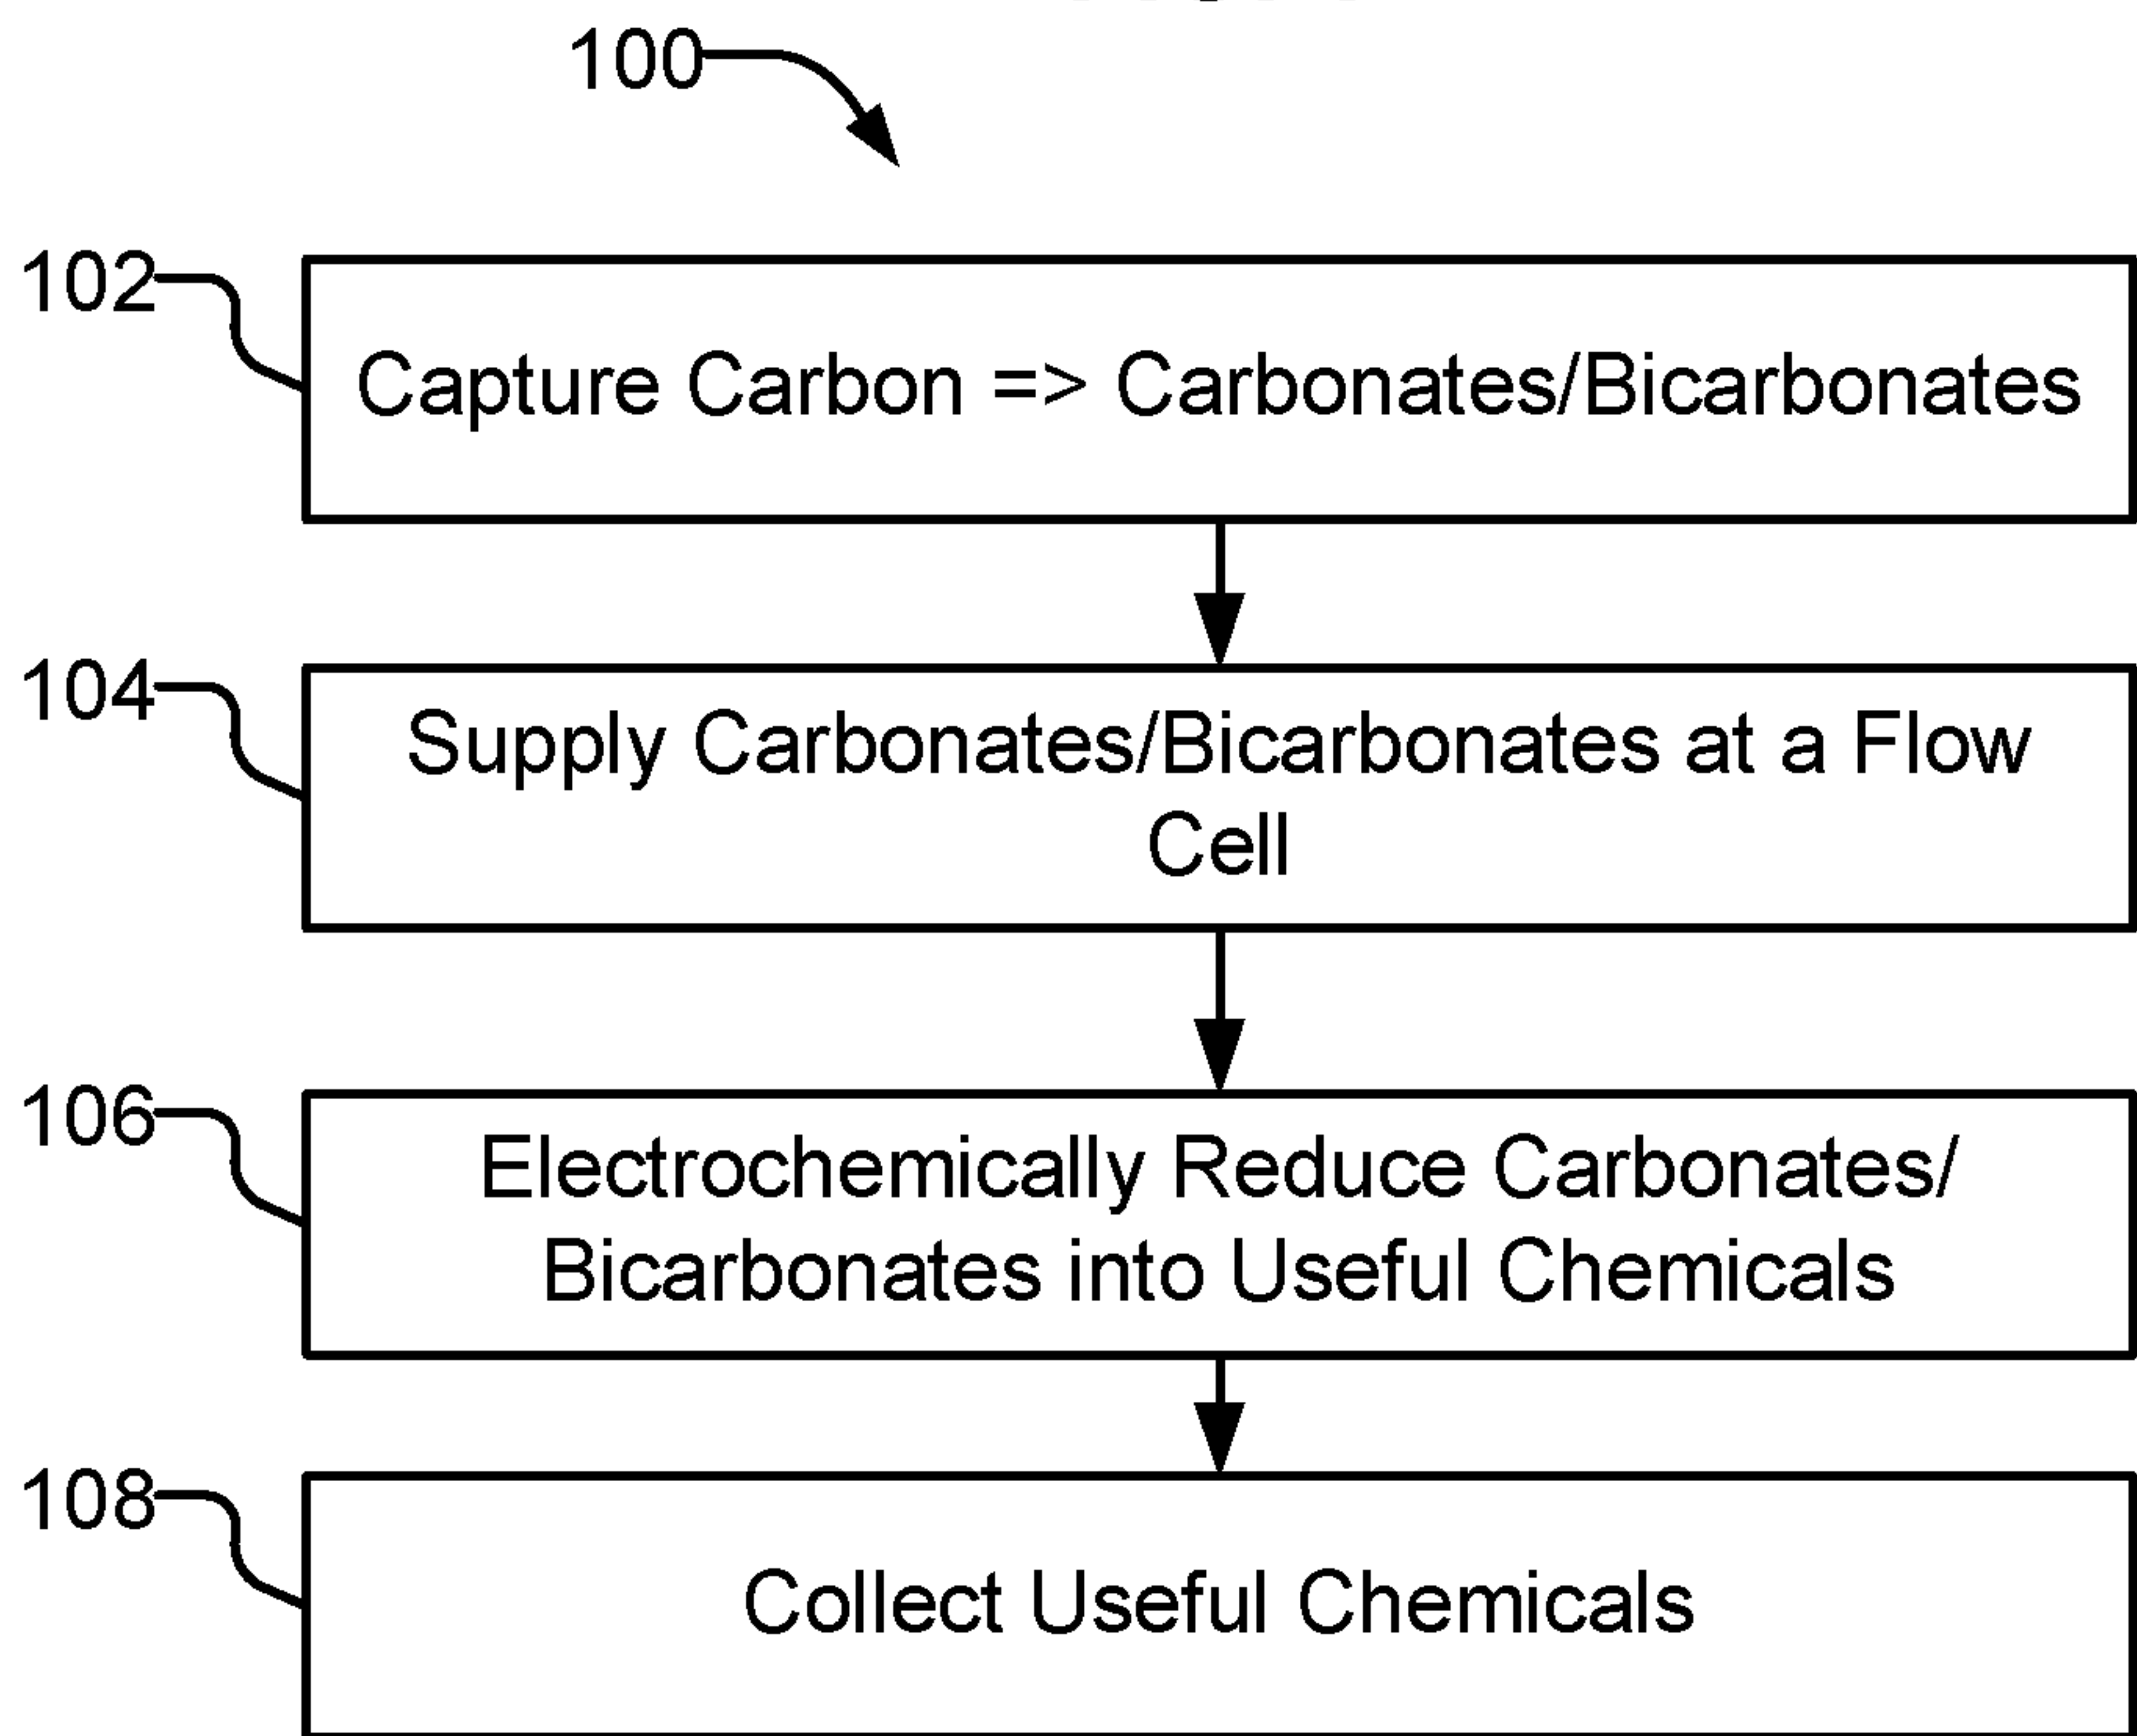 100
102
Capture Carbon => Carbonates/Bicarbonates
104
Supply Carbonates/Bicarbonates at a Flow
Cell
106
Electrochemically Reduce Carbonates/
Bicarbonates into Useful Chemicals
108
Collect Useful Chemicals